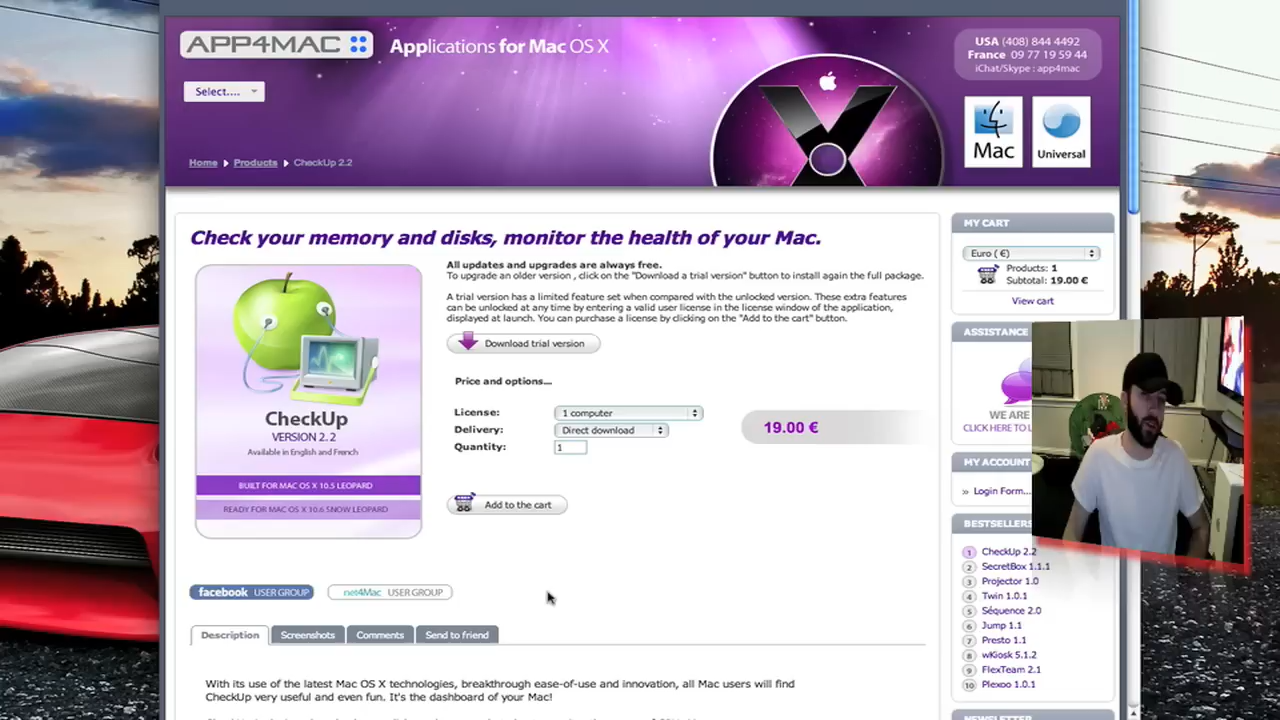 APP4MAC
Applications for Mac OS X
USA (408) 844 4492
France 09 77 19 59 44
iChat/Skype : app4mac
Select....
Mac
Universal
Home Products CheckUp 2.2
Check your memory and disks, monitor the health of your Mac.
All updates and upgrades are always free.
To upgrade an older version , click on the "Download a trial version" button to install again the full package.
A trial version has a limited feature set when compared with the unlocked version. These extra features
can be unlocked at any time by entering a valid user license in the license window of the application,
displayed at launch. You can purchase a license by clicking on the "Add to the cart" button.
Download trial version
Price and options...
License: 1 computer
Delivery: Direct download
Quantity: 1
19.00 €
Add to the cart
CheckUp
VERSION 2.2
Available in English and French
BUILT FOR MAC OS X 10.5 LEOPARD
READY FOR MAC OS X 10.6 SNOW LEOPARD
facebook USER GROUP
net4Mac USER GROUP
Description
Screenshots
Comments
Send to friend
With its use of the latest Mac OS X technologies, breakthrough ease-of-use and innovation, all Mac users will find
CheckUp very useful and even fun. It's the dashboard of your Mac!
MY CART
Euro ( €)
Products: 1
Subtotal: 19.00 €
View cart
ASSISTANCE
WE ARE
CLICK HERE TO L
MY ACCOUNT
» Login Form...
BESTSELLERS
1 CheckUp 2.2
2 SecretBox 1.1.1
3 Projector 1.0
4 Twin 1.0.1
5 Séquence 2.0
6 Jump 1.1
7 Presto 1.1
8 wKiosk 5.1.2
9 FlexTeam 2.1
10 Plexoo 1.0.1